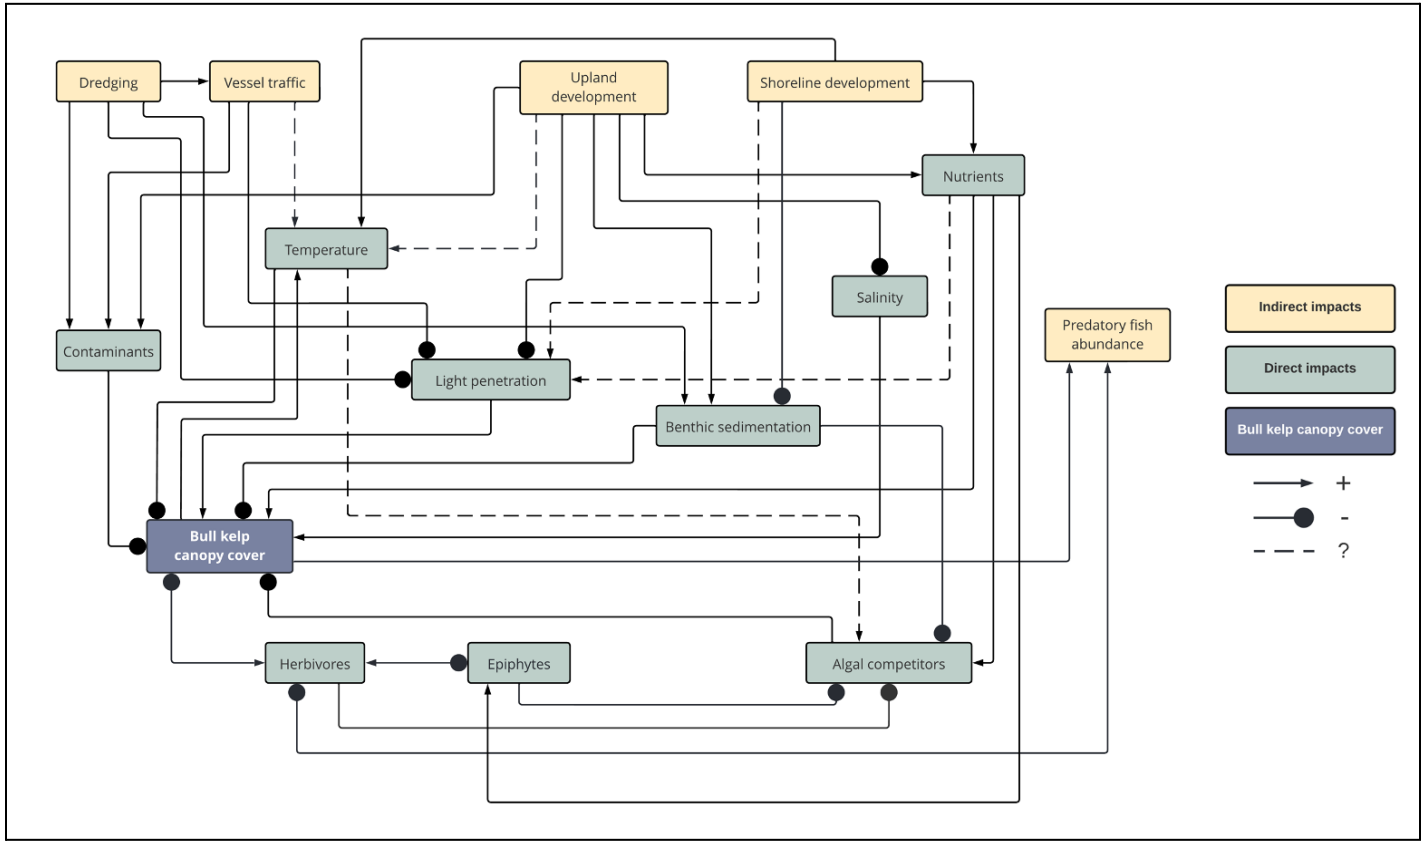 Dredging
Vessel traffic
Upland
development
Shoreline development
Nutrients
Temperature
Salinity
Contaminants
Light penetration
Predatory fish
abundance
Benthic sedimentation
Bull kelp
canopy cover
Herbivores
Epiphytes
Algal competitors
Indirect impacts
Direct impacts
Bull kelp canopy cover
+
-
?